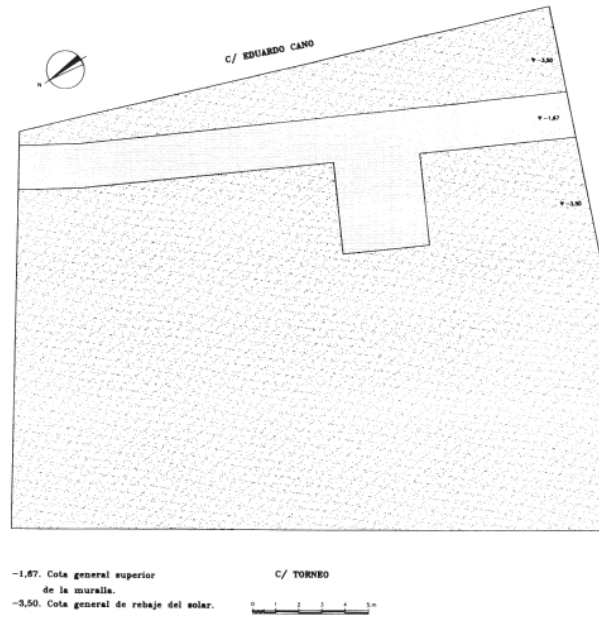 C/ EDUARDO CANO
N
▼-3,50
▼-1,67
▼-3,50
-1,67. Cota general superior
de la muralla.
-3,50. Cota general de rebaje del solar.
C/ TORNEO
0 1 2 3 4 5 m